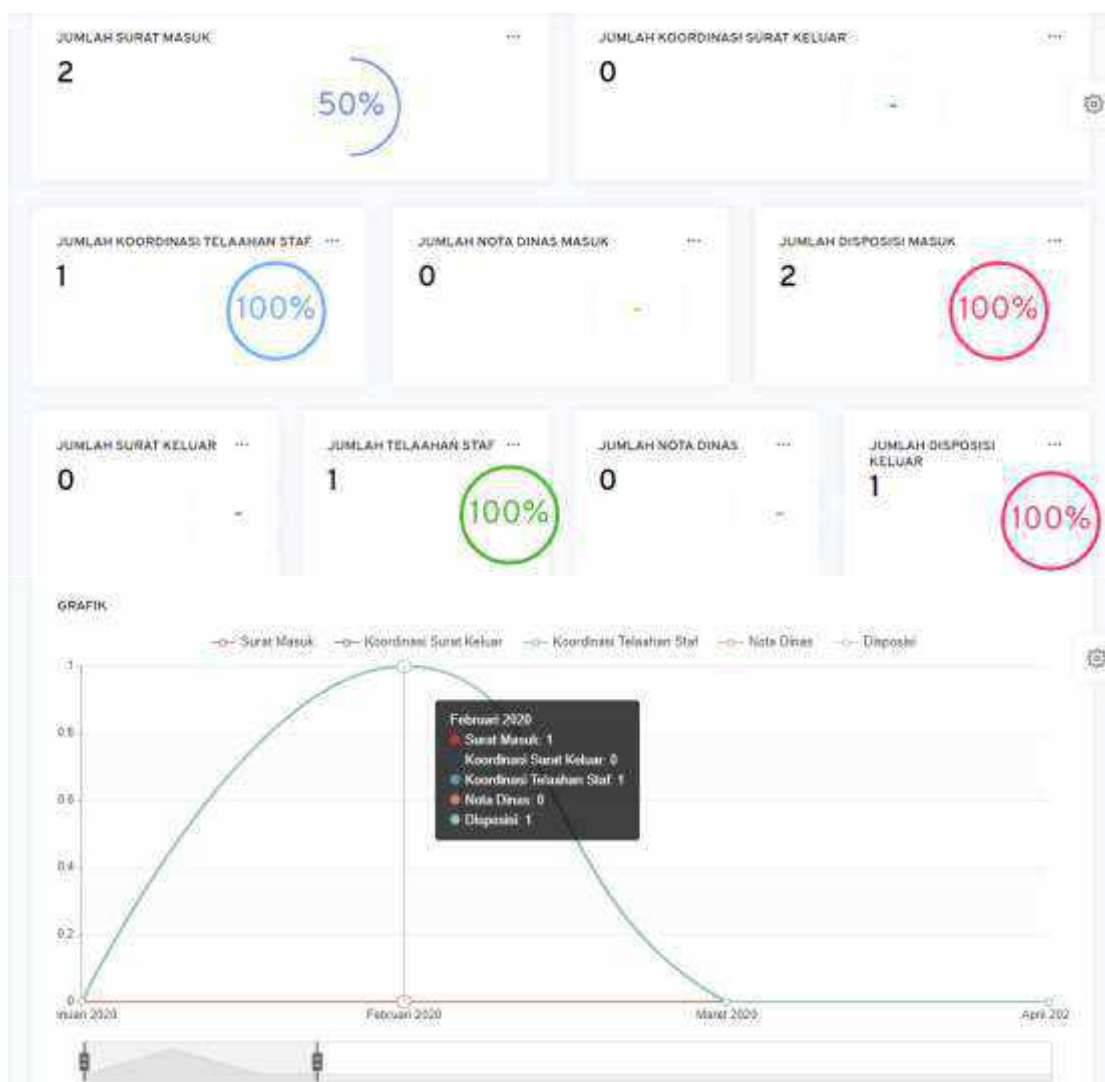 JUMLAH SURAT MASUK ...
2
50%
JUMLAH KOORDINASI SURAT KELUAR ...
0
-
JUMLAH KOORDINASI TELAAHAN STAF ...
1
100%
JUMLAH NOTA DINAS MASUK ...
0
-
JUMLAH DISPOSISI MASUK ...
2
100%
JUMLAH SURAT KELUAR ...
0
-
JUMLAH TELAAHAN STAF ...
1
100%
JUMLAH NOTA DINAS ...
0
-
JUMLAH DISPOSISI ...
KELUAR
1
100%
GRAFIK
Surat Masuk Koordinasi Surat Keluar Koordinasi Telaahan Staf Nota Dinas Disposisi
1
0.8
0.6
0.4
0.2
0
Februari 2020
Surat Masuk: 1
Koordinasi Surat Keluar: 0
Koordinasi Telaahan Staf: 1
Nota Dinas: 0
Disposisi: 1
nuari 2020 Februari 2020 Maret 2020 April 202